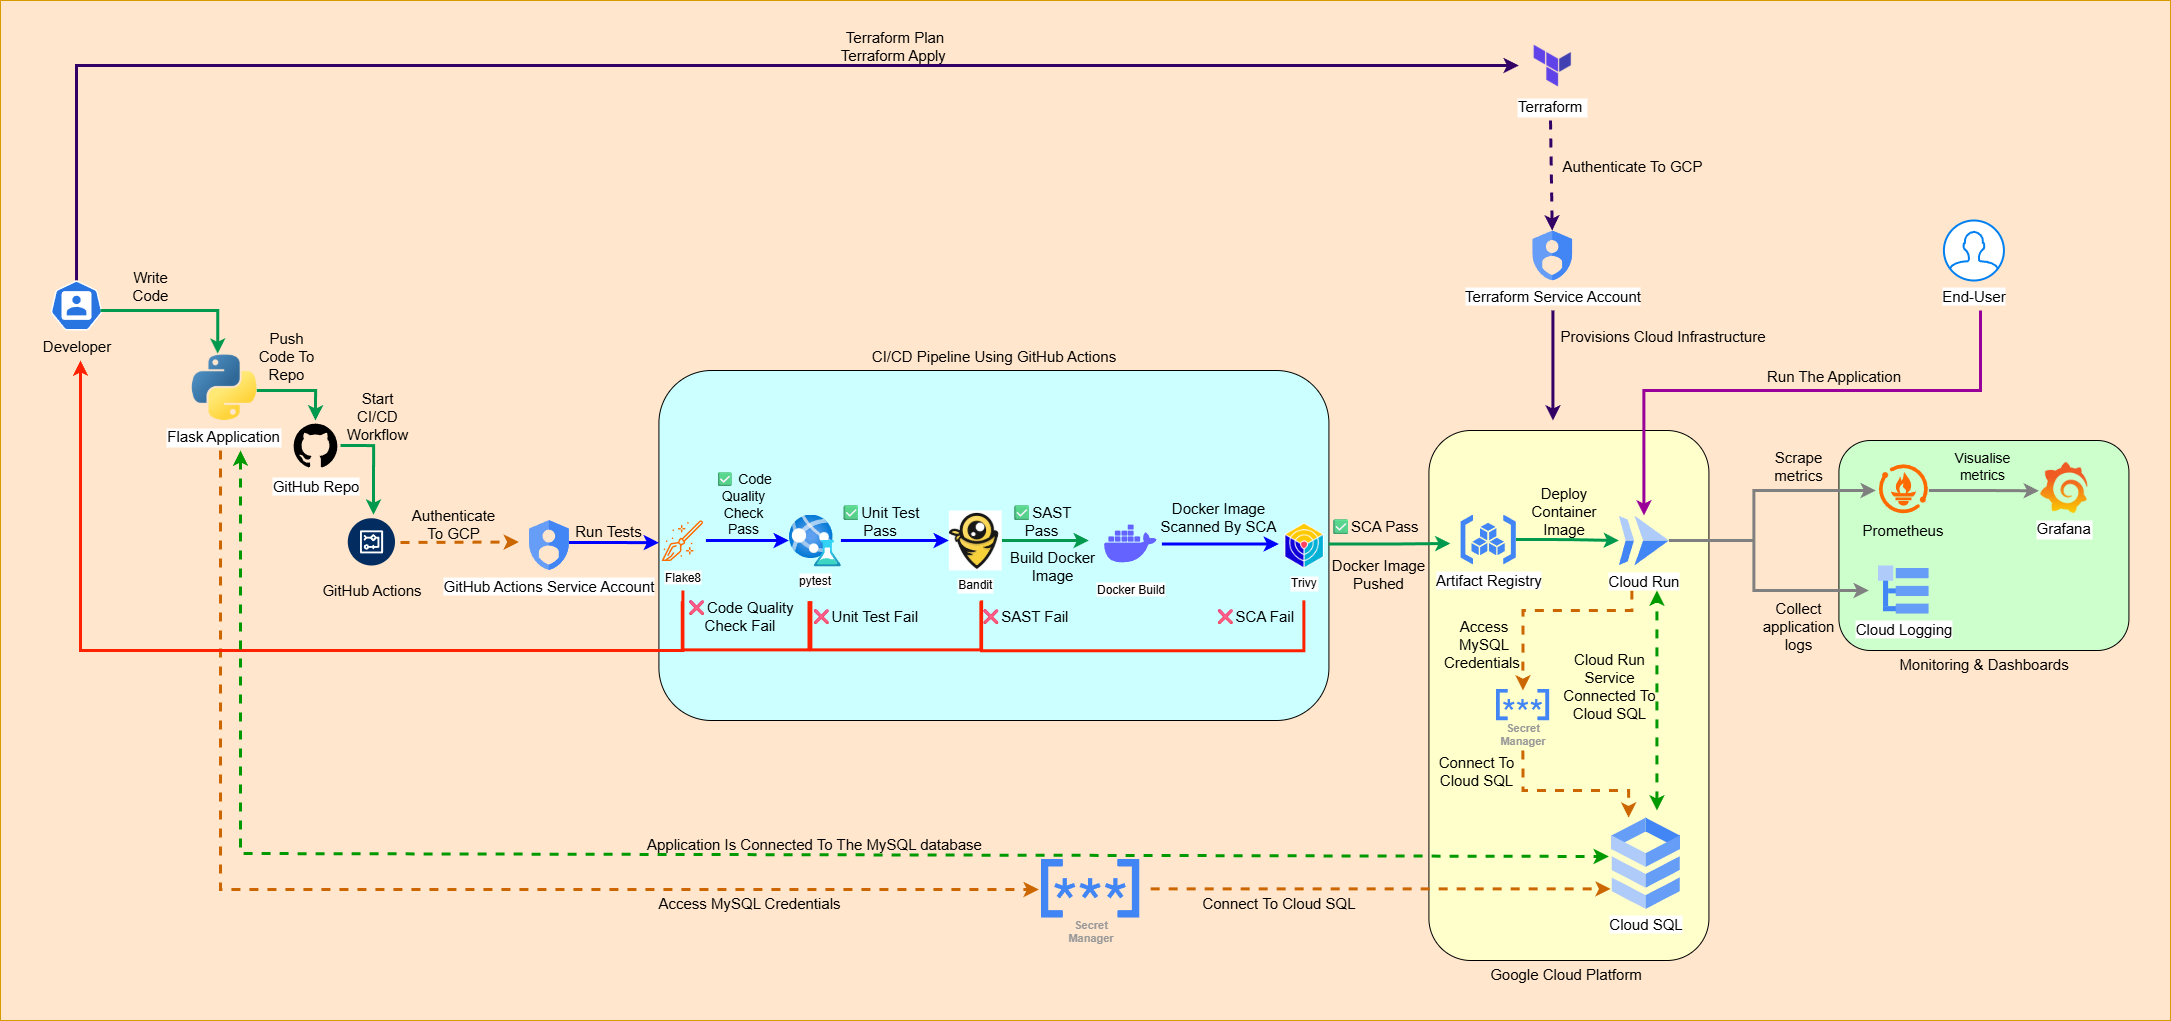 Terraform Plan
Terraform Apply
Terraform
Authenticate To GCP
Terraform Service Account
Provisions Cloud Infrastructure
End-User
Run The Application
Write
Code
Developer
Push
Code To
Repo
Flask Application
Start
CI/CD
Workflow
GitHub Repo
GitHub Actions
Authenticate
To GCP
GitHub Actions Service Account
Run Tests
CI/CD Pipeline Using GitHub Actions
Flake8
✅ Code
Quality
Check
Pass
pytest
✅ Unit Test
Pass
Bandit
✅ SAST
Pass
Build Docker
Image
Docker Build
Docker Image
Scanned By SCA
Trivy
❌ Code Quality
Check Fail
❌ Unit Test Fail
❌ SAST Fail
❌ SCA Fail
✅ SCA Pass
Docker Image
Pushed
Artifact Registry
Deploy
Container
Image
Cloud Run
Access
MySQL
Credentials
***
Secret
Manager
Connect To
Cloud SQL
Cloud Run
Service
Connected To
Cloud SQL
Cloud SQL
Google Cloud Platform
Scrape
metrics
Prometheus
Visualise
metrics
Grafana
Collect
application
logs
Cloud Logging
Monitoring & Dashboards
Application Is Connected To The MySQL database
Access MySQL Credentials
***
Secret
Manager
Connect To Cloud SQL